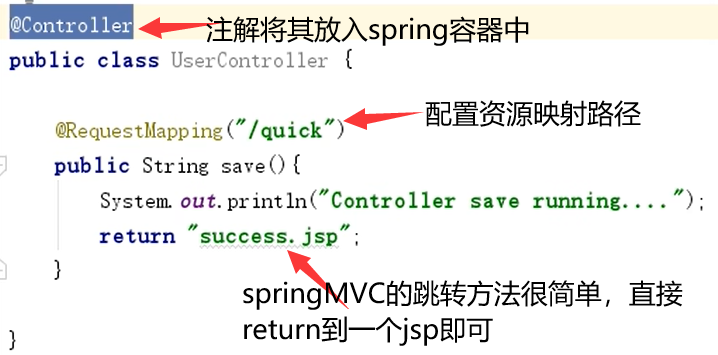 @Controller 注解将其放入spring容器中
public class UserController {
@RequestMapping("/quick") 配置资源映射路径
public String save(){
System.out.println("Controller save running....");
return "success.jsp";
}
springMVC的跳转方法很简单，直接
return到一个jsp即可
}